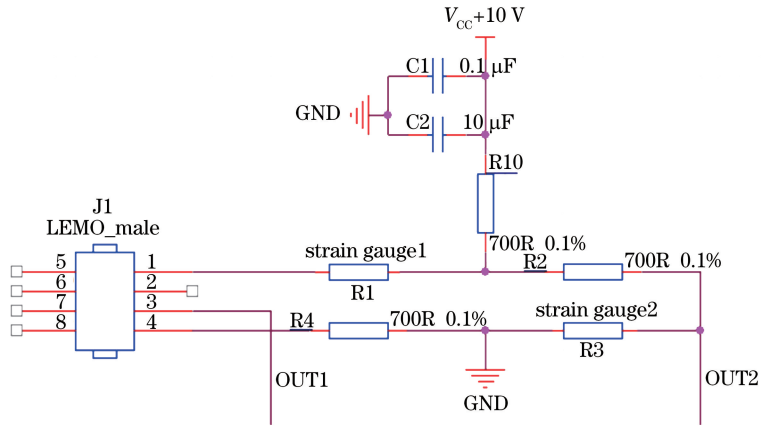 V_CC+10 V
C1 0.1 μF
GND
C2 10 μF
R10
J1
LEMO_male
700R 0.1%
strain gauge1
R2
700R 0.1%
5 1
R1
6 2
strain gauge2
7 3
R4
700R 0.1%
8 4
R3
OUT1
OUT2
GND